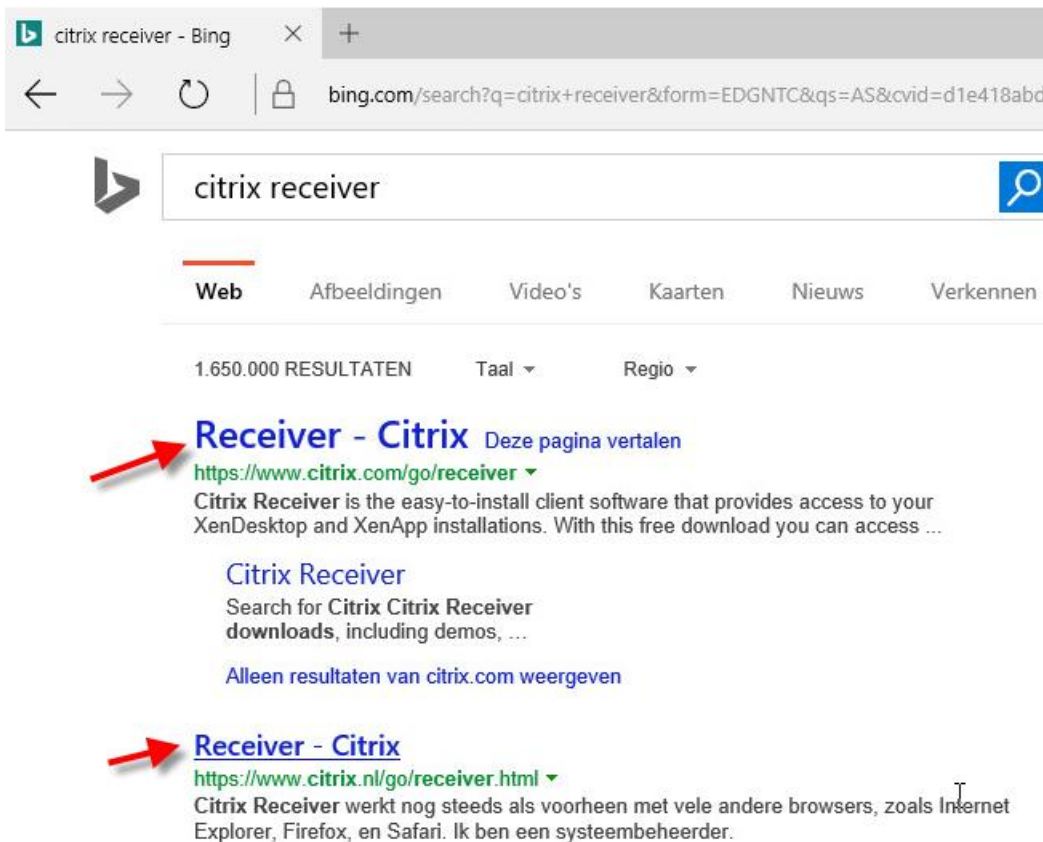 citrix receiver - Bing
bing.com/search?q=citrix+receiver&form=EDGNTC&qs=AS&cvid=d1e418abd
citrix receiver
Web Afbeeldingen Video's Kaarten Nieuws Verkennen
1.650.000 RESULTATEN Taal Regio
Receiver - Citrix Deze pagina vertalen
https://www.citrix.com/go/receiver
Citrix Receiver is the easy-to-install client software that provides access to your
XenDesktop and XenApp installations. With this free download you can access ...
Citrix Receiver
Search for Citrix Citrix Receiver
downloads, including demos, ...
Alleen resultaten van citrix.com weergeven
Receiver - Citrix
https://www.citrix.nl/go/receiver.html
Citrix Receiver werkt nog steeds als voorheen met vele andere browsers, zoals Internet
Explorer, Firefox, en Safari. Ik ben een systeembeheerder.